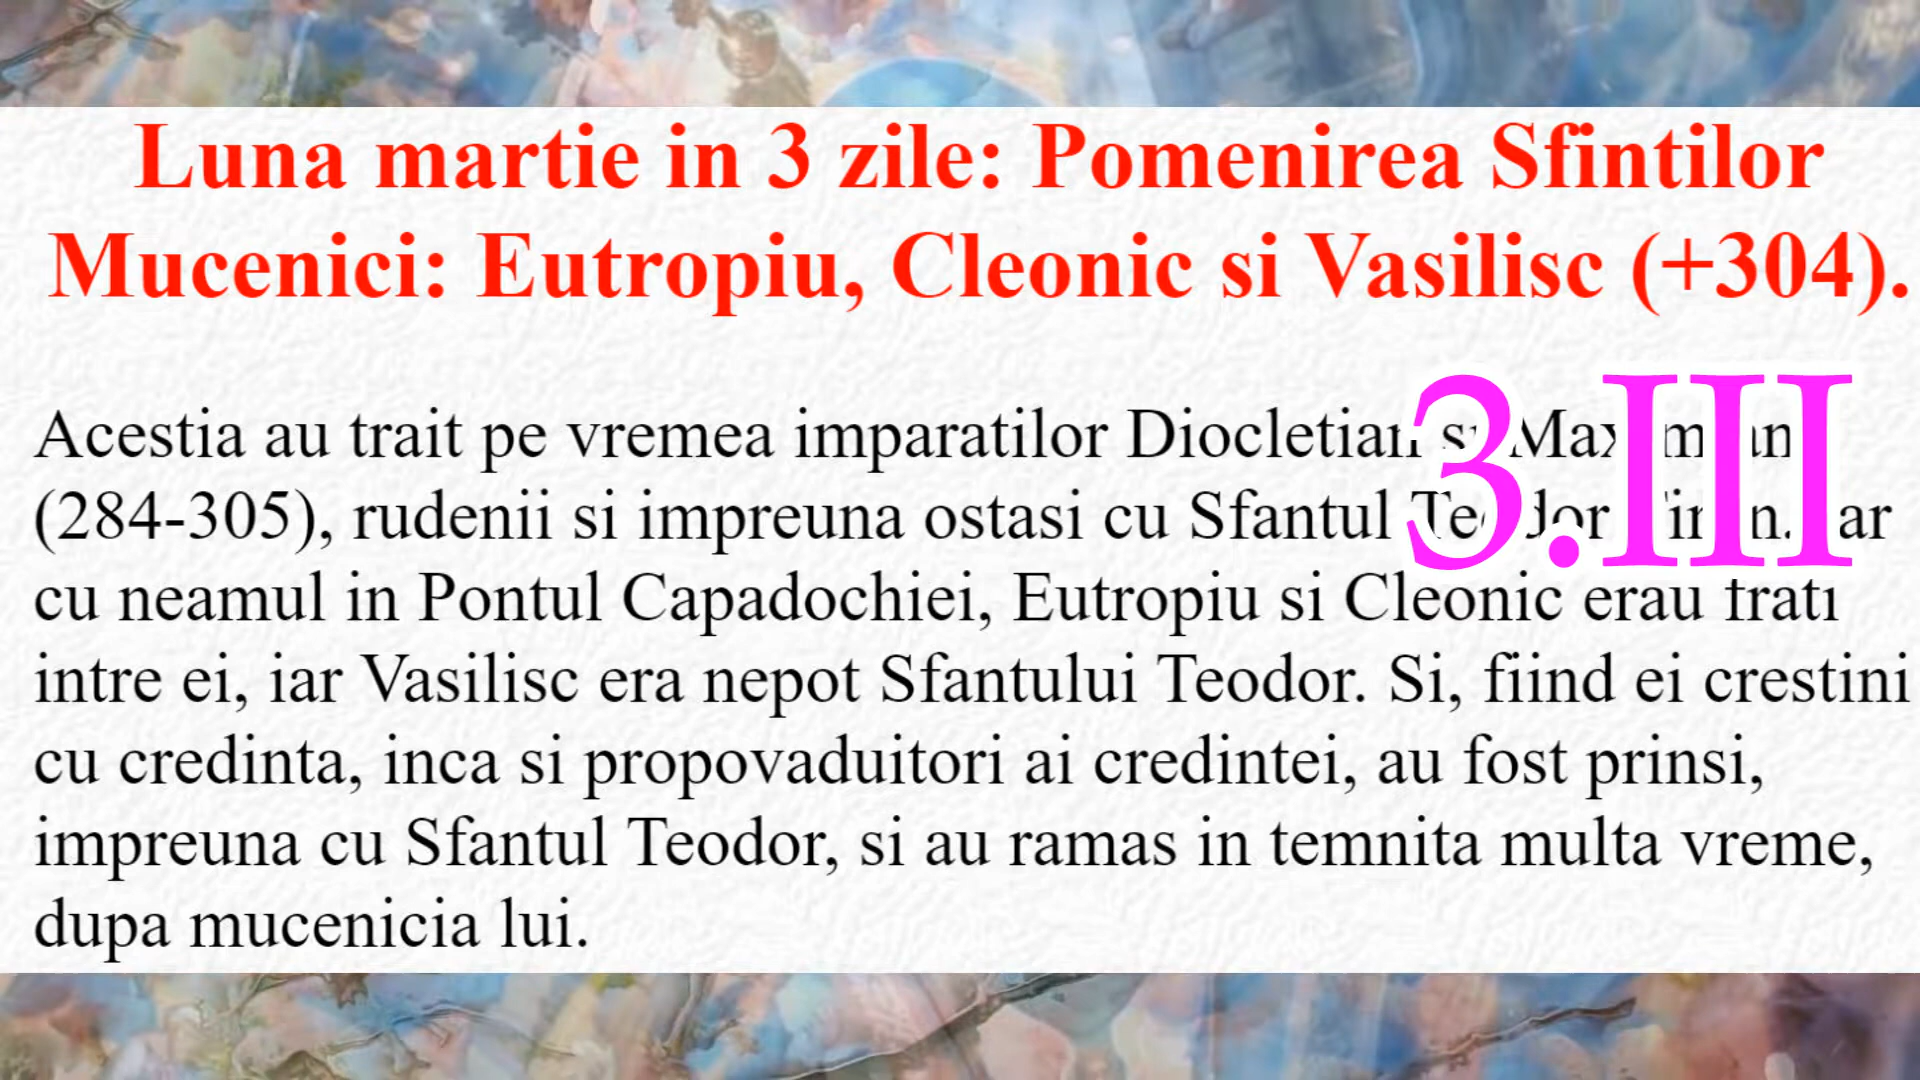 Luna martie in 3 zile: Pomenirea Sfintilor
Mucenici: Eutropiu, Cleonic si Vasilisc (+304).
3.III
Acestia au trait pe vremea imparatilor Diocletian
(284-305), rudenii si impreuna ostasi cu Sfantul
cu neamul in Pontul Capadochiei, Eutropiu si Cleonic erau frati
intre ei, iar Vasilisc era nepot Sfantului Teodor. Si, fiind ei crestini
cu credinta, inca si propovaduitori ai credintei, au fost prinsi,
impreuna cu Sfantul Teodor, si au ramas in temnita multa vreme,
dupa mucenicia lui.